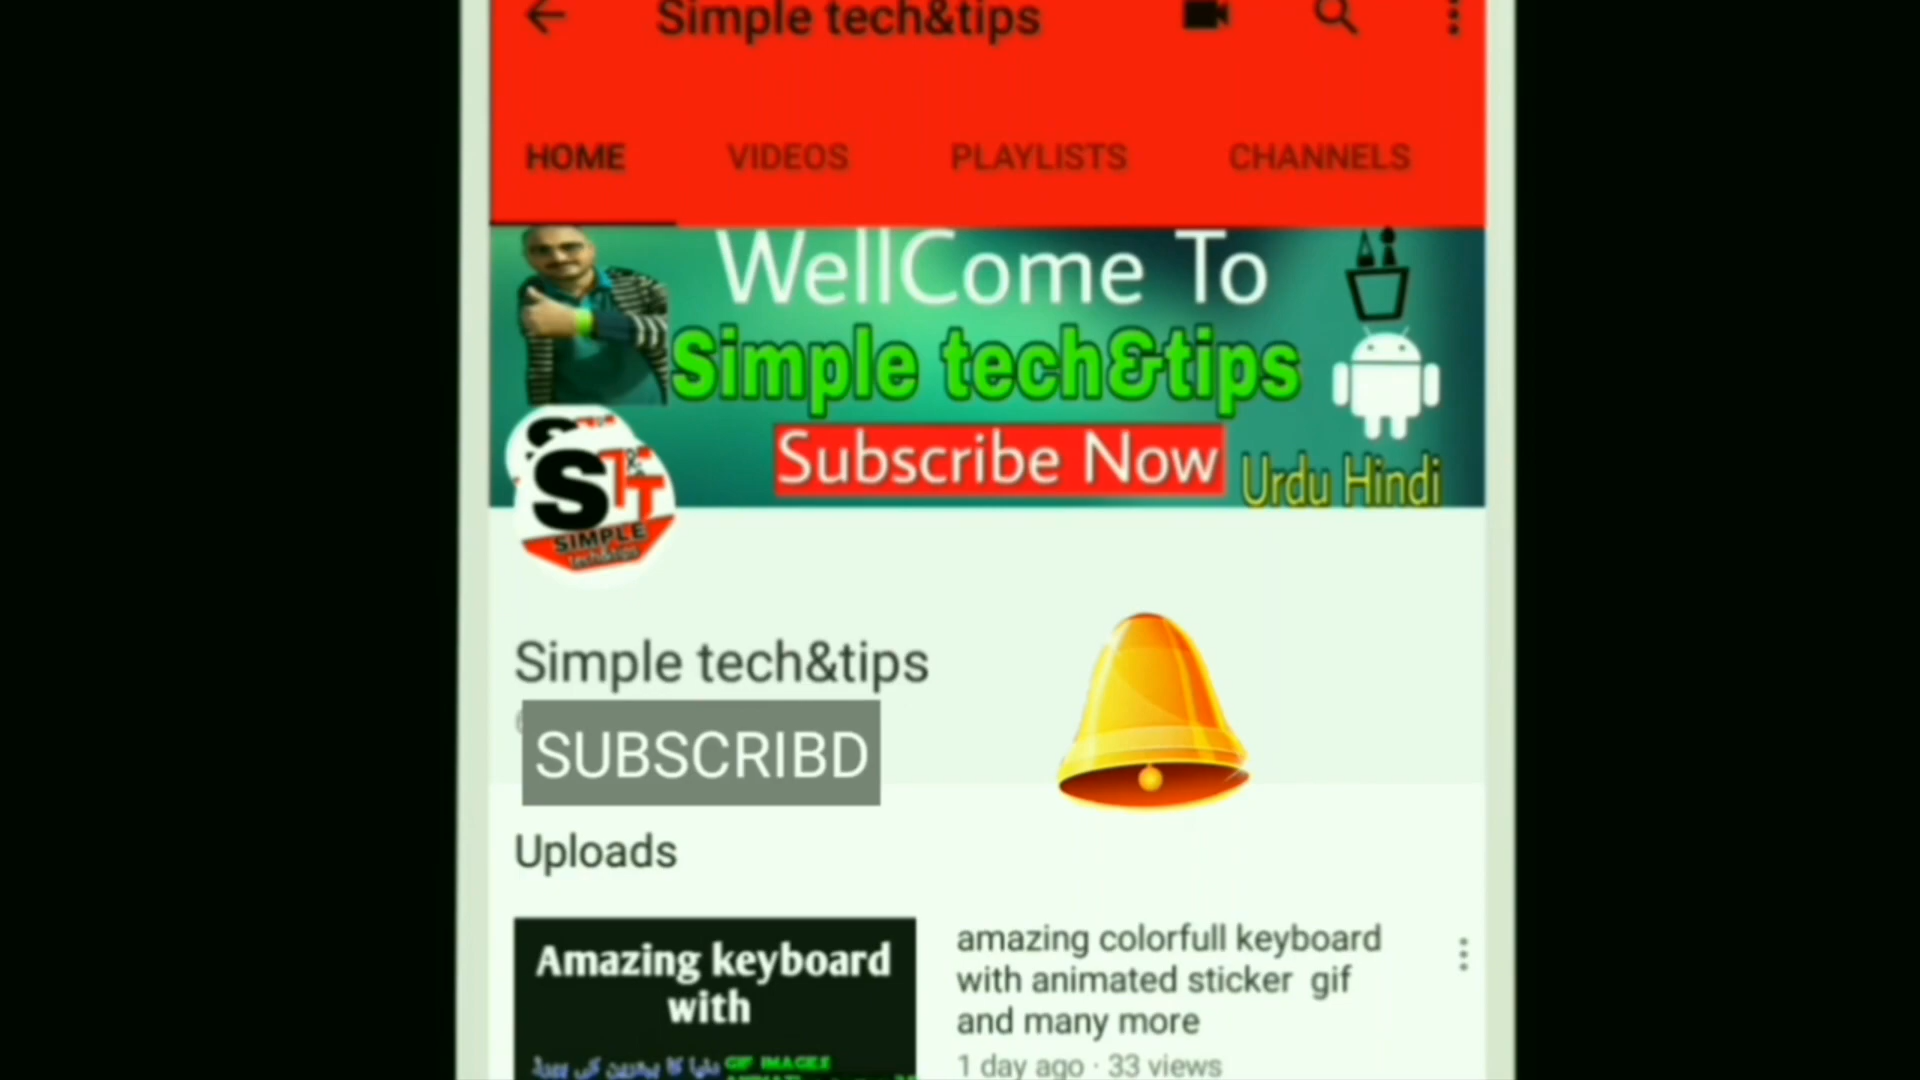 Simple tech&tips
HOME VIDEOS PLAYLISTS CHANNELS
WellCome To
Simple tech&tips
Subscribe Now
Urdu Hindi
SIMPLE
Simple tech&tips
SUBSCRIBD
Uploads
Amazing keyboard
with
GIF IMAGES
amazing colorfull keyboard
with animated sticker gif
and many more
1 day ago · 33 views